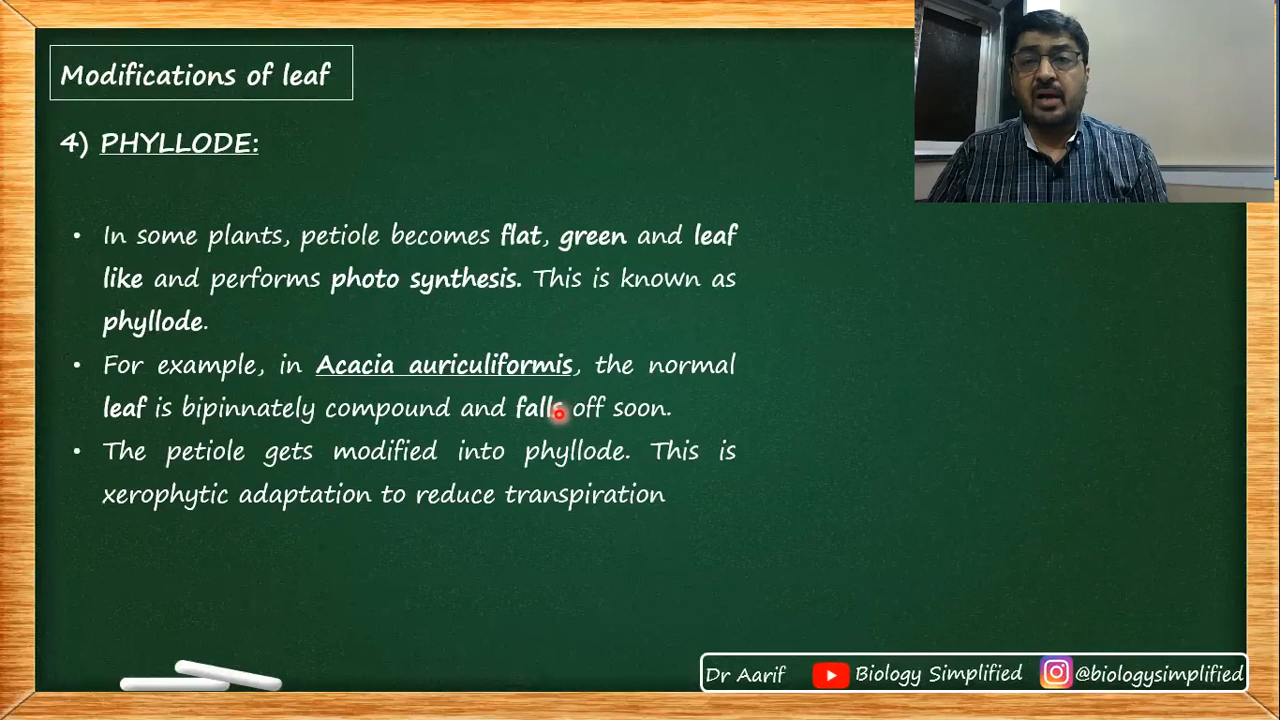 Modifications of leaf
4) PHYLLODE:
• In some plants, petiole becomes flat, green and leaf
like and performs photo synthesis. This is known as
phyllode.
• For example, in Acacia auriculiformis, the normal
leaf is bipinnately compound and falls off soon.
• The petiole gets modified into phyllode. This is
xerophytic adaptation to reduce transpiration
Dr Aarif Biology Simplified @biologysimplified